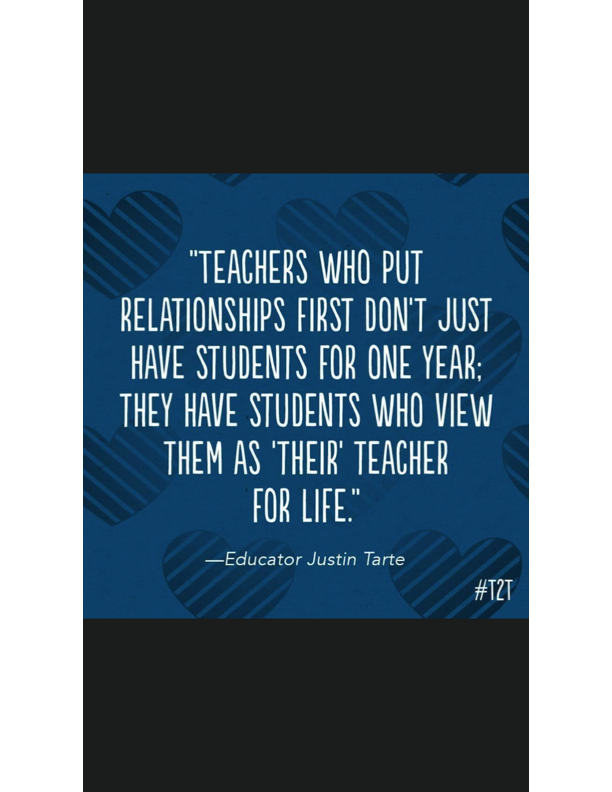 "TEACHERS WHO PUT
RELATIONSHIPS FIRST DON'T JUST
HAVE STUDENTS FOR ONE YEAR;
THEY HAVE STUDENTS WHO VIEW
THEM AS 'THEIR' TEACHER
FOR LIFE."
—Educator Justin Tarte
#T2T